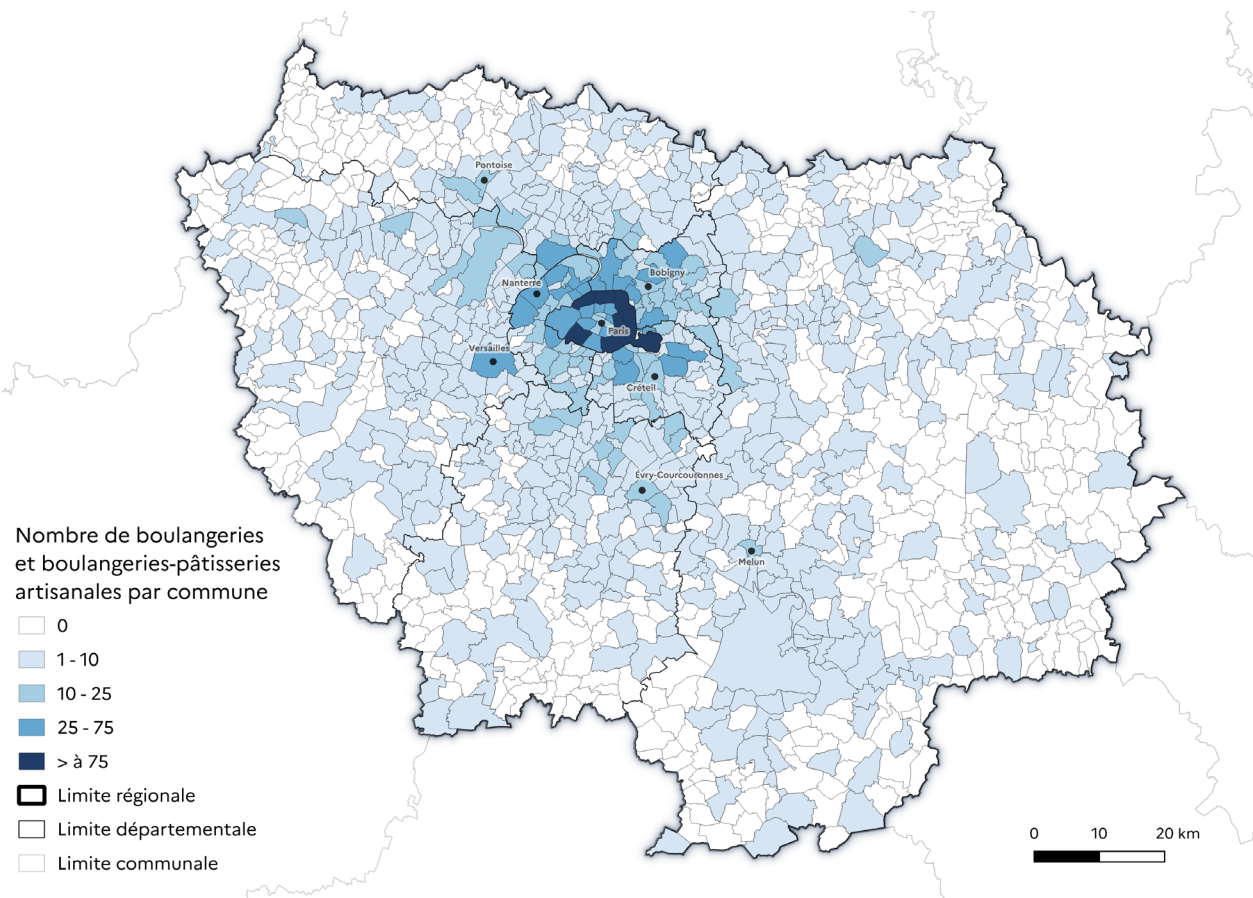 Pontoise
Bobigny
Nanterre
Paris
Versailles
Créteil
Évry-Courcouronnes
Melun
Nombre de boulangeries
et boulangeries-pâtisseries
artisanales par commune
0
1 - 10
10 - 25
25 - 75
> à 75
Limite régionale
Limite départementale
Limite communale
0 10 20 km